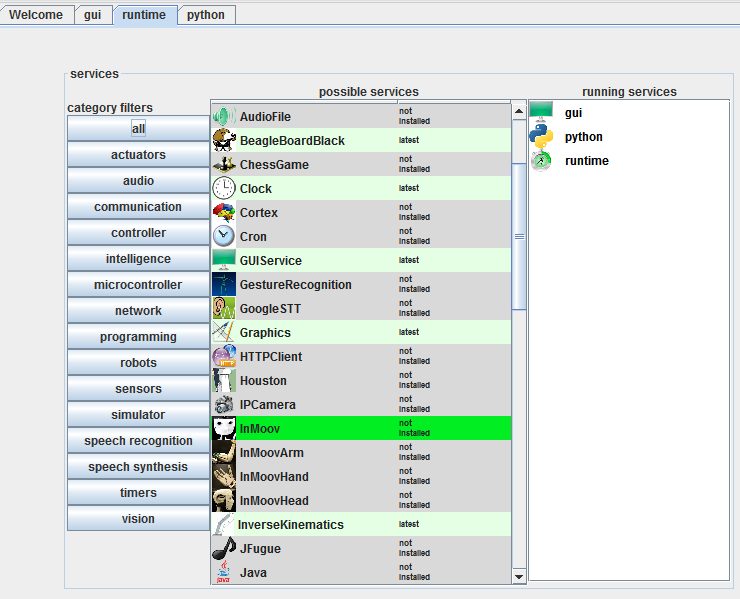 Welcome gui runtime python
services
possible services running services
category filters
all
actuators
audio
communication
controller
intelligence
microcontroller
network
programming
robots
sensors
simulator
speech recognition
speech synthesis
timers
vision
AudioFile not installed
BeagleBoardBlack latest
ChessGame not installed
Clock latest
Cortex not installed
Cron not installed
GUIService latest
GestureRecognition not installed
GoogleSTT not installed
Graphics latest
HTTPClient not installed
Houston not installed
IPCamera not installed
InMoov not installed
InMoovArm not installed
InMoovHand not installed
InMoovHead not installed
InverseKinematics latest
JFugue not installed
Java not installed
gui
python
runtime